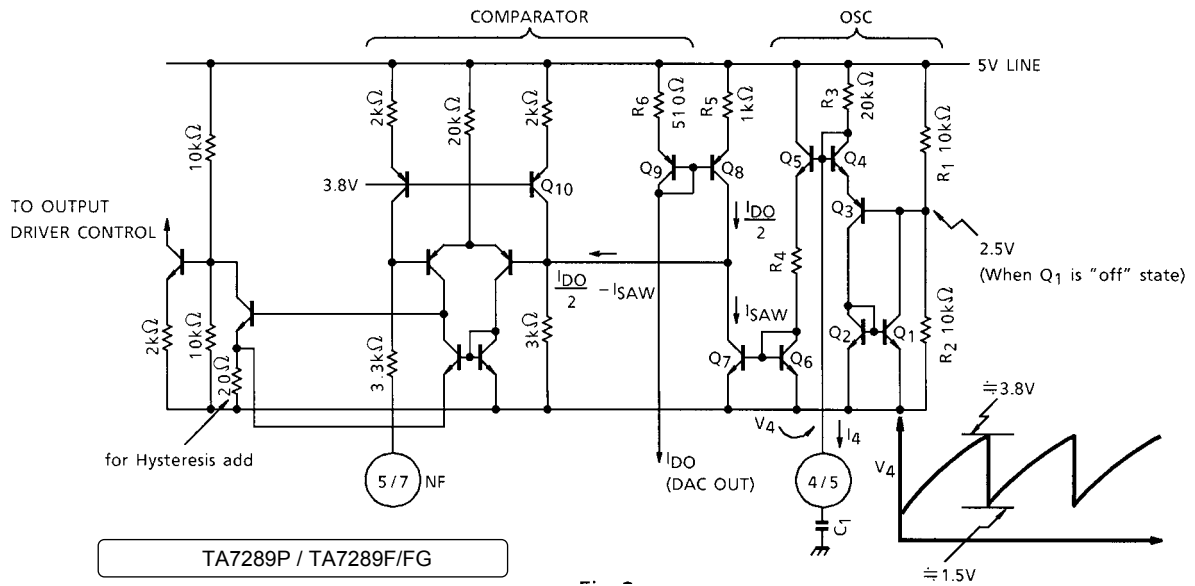 COMPARATOR
OSC
5V LINE
10kΩ
2kΩ
20kΩ
2kΩ
R6
510Ω
R5
1kΩ
R3
20kΩ
R1 10kΩ
Q5
Q4
Q9
Q8
3.8V
Q10
Q3
TO OUTPUT
DRIVER CONTROL
IDO
2
2.5V
(When Q1 is "off" state)
R4
IDO
2
– ISAW
ISAW
2kΩ
10kΩ
20Ω
3.3kΩ
3kΩ
Q7
Q6
Q2
Q1
R2 10kΩ
≒3.8V
V4
I4
for Hysteresis add
5/7 NF
IDO
(DAC OUT)
4/5
C1
V4
≒1.5V
TA7289P / TA7289F/FG